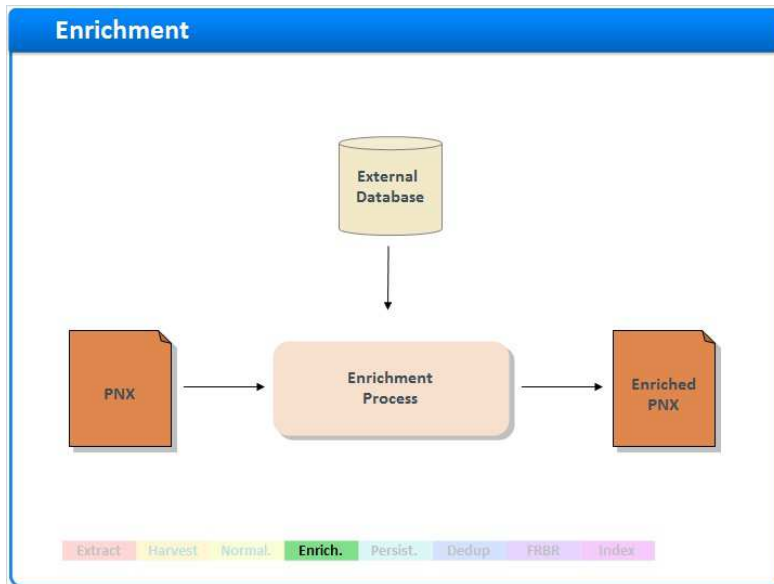 Enrichment
External
Database
PNX
Enrichment
Process
Enriched
PNX
Extract Harvest Normal. Enrich. Persist. Dedup FRBR Index